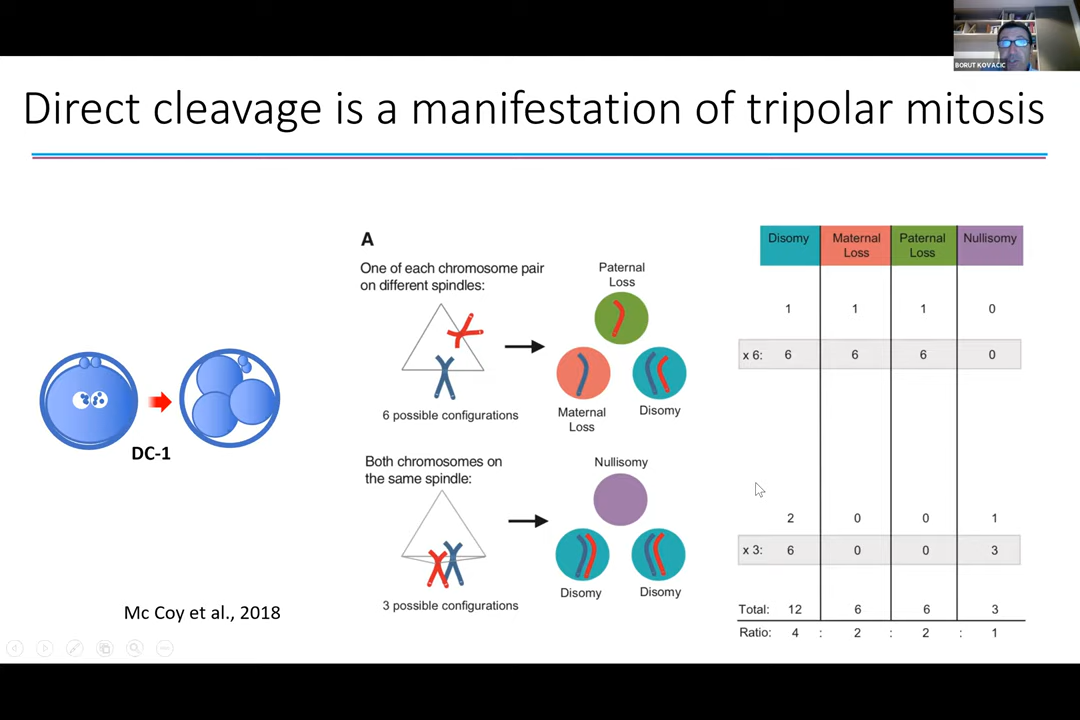 BORUT KOVAČIČ
Direct cleavage is a manifestation of tripolar mitosis
DC-1
Mc Coy et al., 2018
A
One of each chromosome pair
on different spindles:
6 possible configurations
Paternal
Loss
Maternal
Loss
Disomy
Both chromosomes on
the same spindle:
3 possible configurations
Nullisomy
Disomy
Disomy
Disomy Maternal Loss Paternal Loss Nullisomy
1 1 1 0
x 6: 6 6 6 0
2 0 0 1
x 3: 6 0 0 3
Total: 12 6 6 3
Ratio: 4 : 2 : 2 : 1